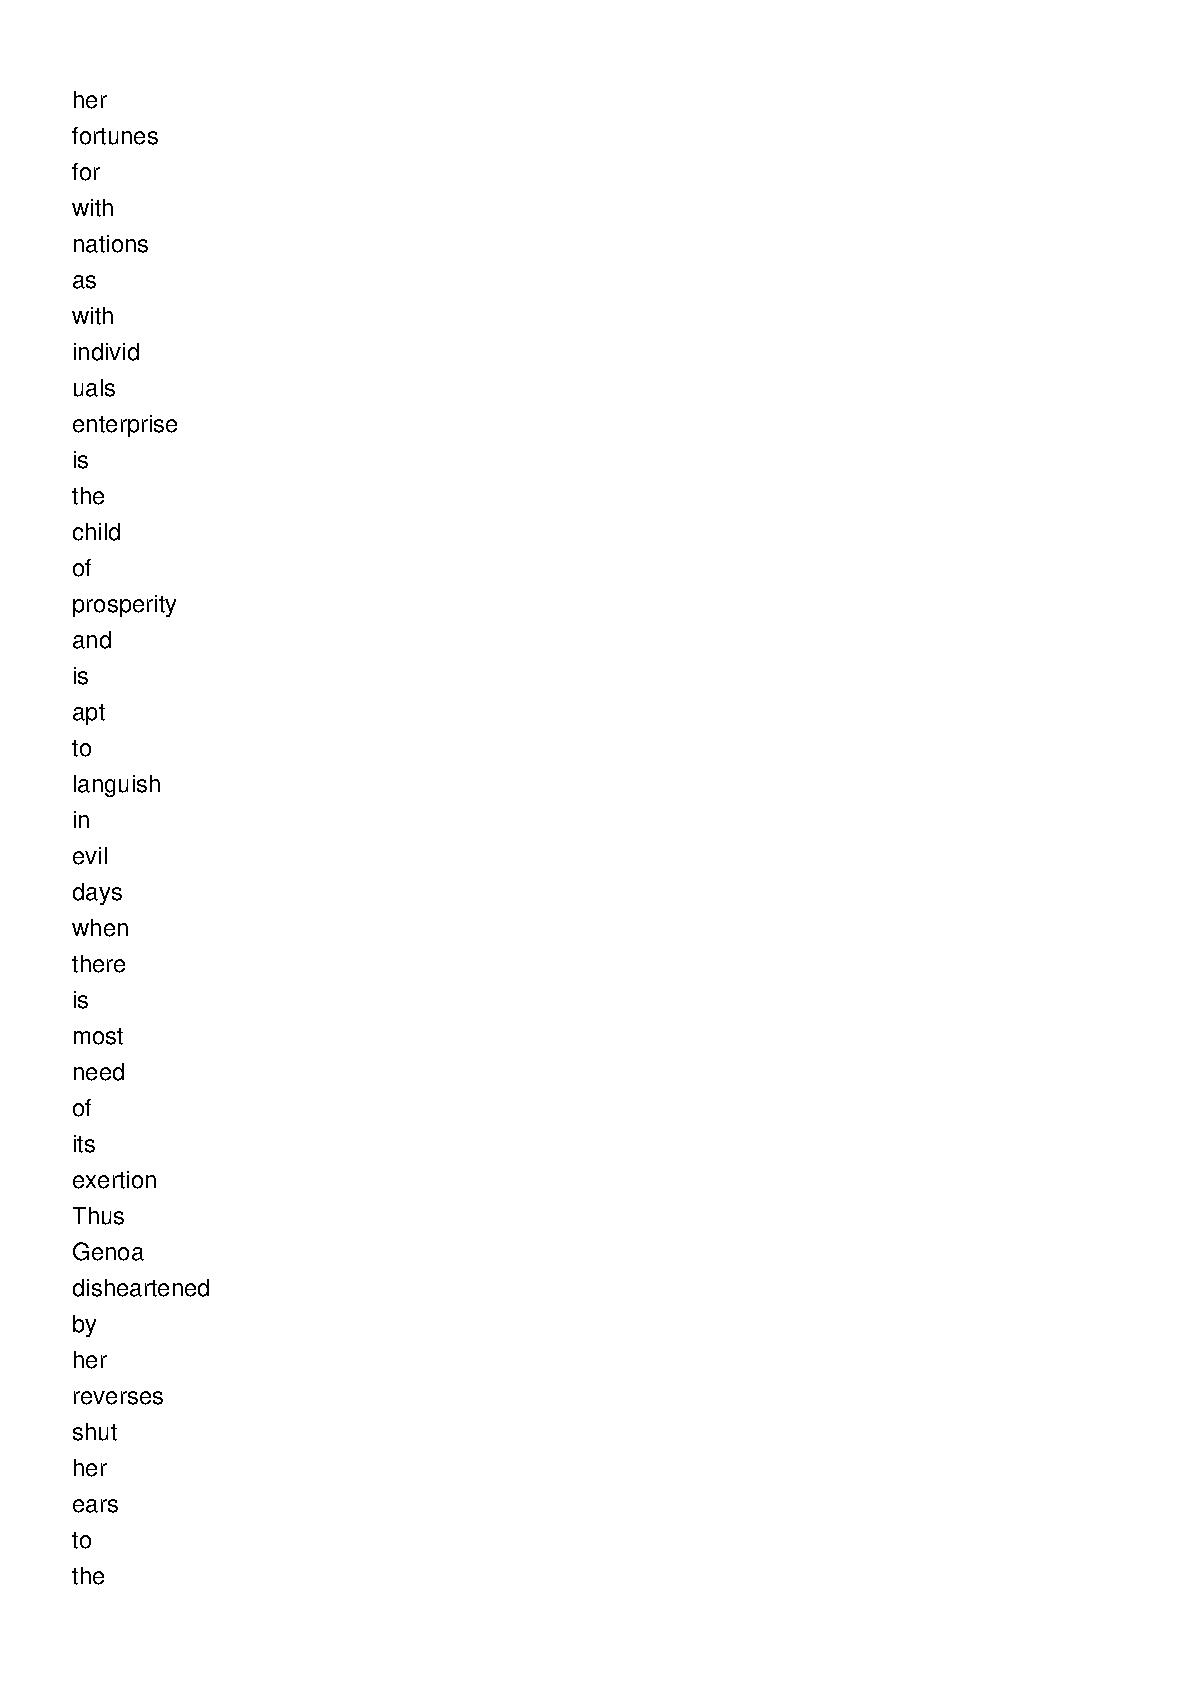 her
fortunes
for
with
nations
as
with
individ
uals
enterprise
is
the
child
of
prosperity
and
is
apt
to
languish
in
evil
days
when
there
is
most
need
of
its
exertion
Thus
Genoa
disheartened
by
her
reverses
shut
her
ears
to
the